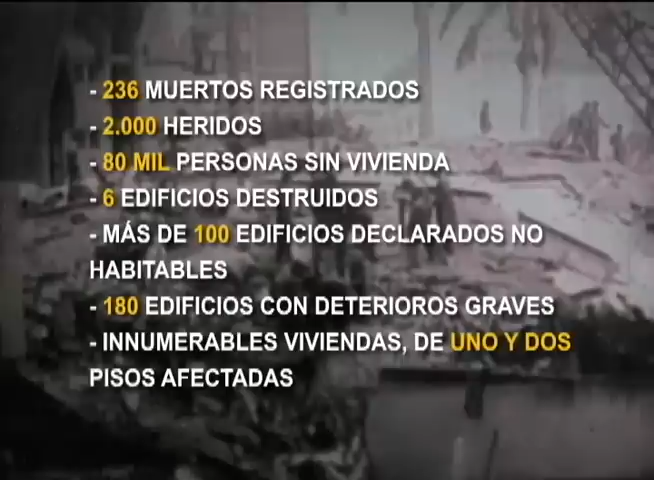 - 236 MUERTOS REGISTRADOS
- 2.000 HERIDOS
- 80 MIL PERSONAS SIN VIVIENDA
- 6 EDIFICIOS DESTRUIDOS
- MÁS DE 100 EDIFICIOS DECLARADOS NO
HABITABLES
- 180 EDIFICIOS CON DETERIOROS GRAVES
- INNUMERABLES VIVIENDAS, DE UNO Y DOS
PISOS AFECTADAS